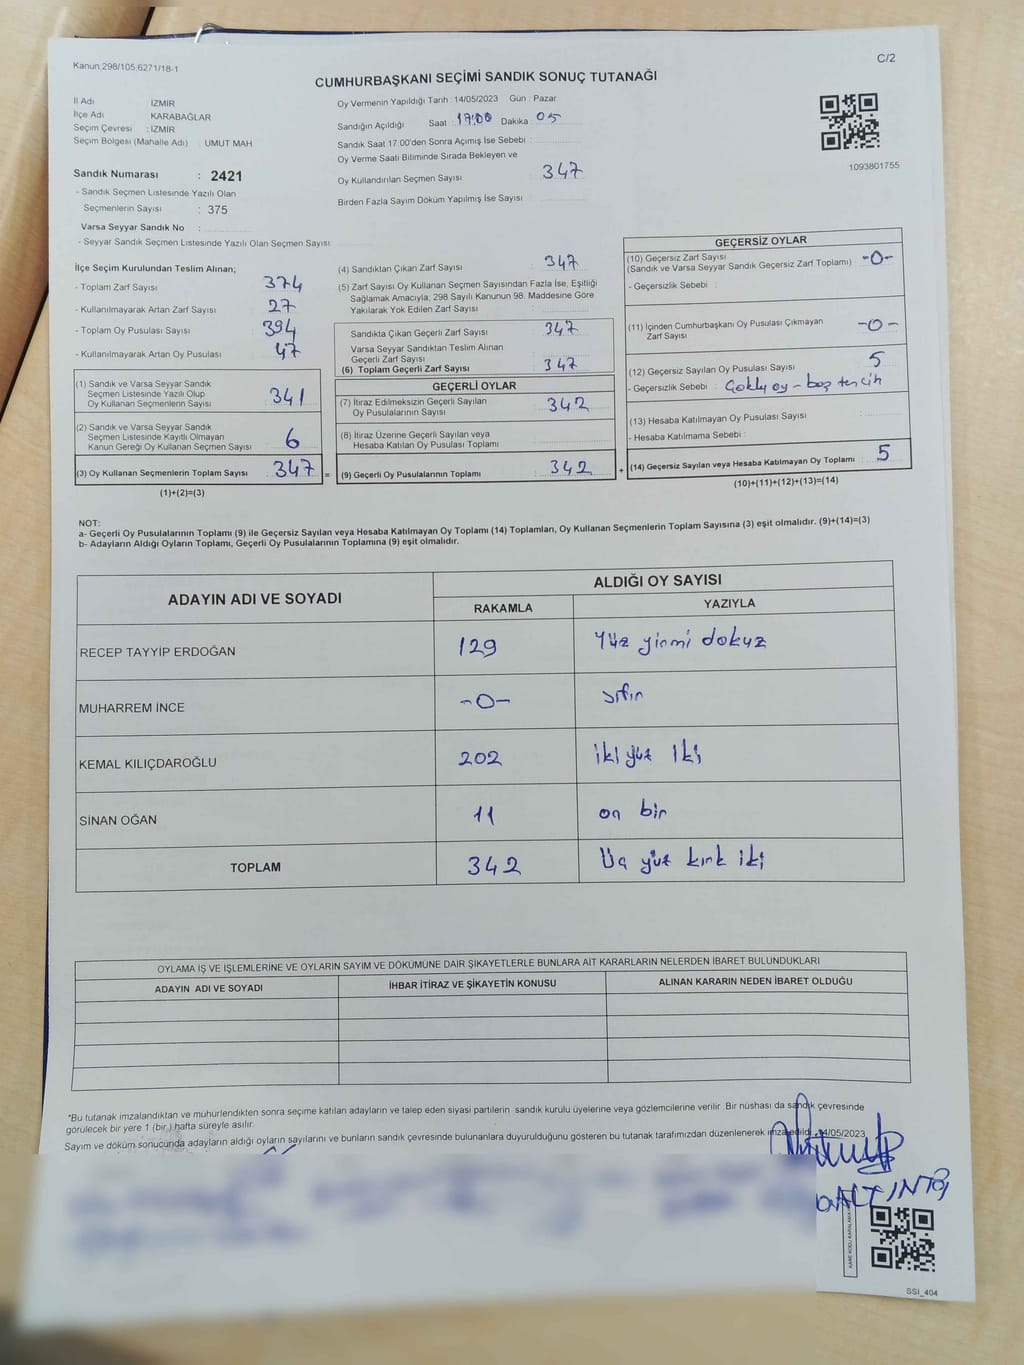 Kanun,298/105,6271/18-1
C/2
CUMHURBAŞKANI SEÇİMİ SANDIK SONUÇ TUTANAĞI
İl Adı İZMİR
İlçe Adı KARABAĞLAR
Seçim Çevresi : İZMİR
Seçim Bölgesi (Mahalle Adı) : UMUT MAH
Sandık Numarası : 2421
- Sandık Seçmen Listesinde Yazılı Olan
Seçmenlerin Sayısı : 375
Varsa Seyyar Sandık No :
- Seyyar Sandık Seçmen Listesinde Yazılı Olan Seçmen Sayısı
Oy Vermenin Yapıldığı Tarih : 14/05/2023 Gün : Pazar
Sandığın Açıldığı Saat : 17:00 Dakika : 05
Sandık Saat 17:00'den Sonra Açımış İse Sebebi :
Oy Verme Saati Bitiminde Sırada Bekleyen ve
Oy Kullandırılan Seçmen Sayısı 347
Birden Fazla Sayım Döküm Yapılmış İse Sayısı
1093801755
İlçe Seçim Kurulundan Teslim Alınan;
- Toplam Zarf Sayısı 374
- Kullanılmayarak Artan Zarf Sayısı 27
- Toplam Oy Pusulası Sayısı 394
- Kullanılmayarak Artan Oy Pusulası 47
(1) Sandık ve Varsa Seyyar Sandık
Seçmen Listesinde Yazılı Olup
Oy Kullanan Seçmenlerin Sayısı 341
(2) Sandık ve Varsa Seyyar Sandık
Seçmen Listesinde Kayıtlı Olmayan
Kanun Gereği Oy Kullanan Seçmen Sayısı 6
(3) Oy Kullanan Seçmenlerin Toplam Sayısı 347 =
(1)+(2)=(3)
(4) Sandıktan Çıkan Zarf Sayısı 347
(5) Zarf Sayısı Oy Kullanan Seçmen Sayısından Fazla İse, Eşitliği
Sağlamak Amacıyla; 298 Sayılı Kanunun 98. Maddesine Göre
Yakılarak Yok Edilen Zarf Sayısı
Sandıkta Çıkan Geçerli Zarf Sayısı 347
Varsa Seyyar Sandıktan Teslim Alınan
Geçerli Zarf Sayısı
(6) Toplam Geçerli Zarf Sayısı 347
GEÇERLİ OYLAR
(7) İtiraz Edilmeksizin Geçerli Sayılan
Oy Pusulalarının Sayısı 342
(8) İtiraz Üzerine Geçerli Sayılan veya
Hesaba Katılan Oy Pusulası Toplamı
(9) Geçerli Oy Pusulalarının Toplamı 342 +
GEÇERSİZ OYLAR
(10) Geçersiz Zarf Sayısı
(Sandık ve Varsa Seyyar Sandık Geçersiz Zarf Toplamı) : -0-
- Geçersizlik Sebebi :
(11) İçinden Cumhurbaşkanı Oy Pusulası Çıkmayan
Zarf Sayısı -0-
(12) Geçersiz Sayılan Oy Pusulası Sayısı 5
- Geçersizlik Sebebi : Çoklu oy - boş tercih
(13) Hesaba Katılmayan Oy Pusulası Sayısı
- Hesaba Katılmama Sebebi :
(14) Geçersiz Sayılan veya Hesaba Katılmayan Oy Toplamı 5
(10)+(11)+(12)+(13)=(14)
NOT:
a- Geçerli Oy Pusulalarının Toplamı (9) ile Geçersiz Sayılan veya Hesaba Katılmayan Oy Toplamı (14) Toplamları, Oy Kullanan Seçmenlerin Toplam Sayısına (3) eşit olmalıdır. (9)+(14)=(3)
b- Adayların Aldığı Oyların Toplamı, Geçerli Oy Pusulalarının Toplamına (9) eşit olmalıdır.
ADAYIN ADI VE SOYADI ALDIĞI OY SAYISI
RAKAMLA YAZIYLA
RECEP TAYYİP ERDOĞAN 129 Yüz yirmi dokuz
MUHARREM İNCE -0- sıfır
KEMAL KILIÇDAROĞLU 202 iki yüz iki
SİNAN OĞAN 11 on bir
TOPLAM 342 Üç yüz kırk iki
OYLAMA İŞ VE İŞLEMLERİNE VE OYLARIN SAYIM VE DÖKÜMÜNE DAİR ŞİKAYETLERLE BUNLARA AİT KARARLARIN NELERDEN İBARET BULUNDUKLARI
ADAYIN ADI VE SOYADI İHBAR İTİRAZ VE ŞİKAYETİN KONUSU ALINAN KARARIN NEDEN İBARET OLDUĞU
*Bu tutanak imzalandıktan ve mühürlendikten sonra seçime katılan adayların ve talep eden siyasi partilerin sandık kurulu üyelerine veya gözlemcilerine verilir. Bir nüshası da sandık çevresinde
görülecek bir yere 1 (bir ) hafta süreyle asılır.
Sayım ve döküm sonucunda adayların aldığı oyların sayılarını ve bunların sandık çevresinde bulunanlara duyurulduğunu gösteren bu tutanak tarafımızdan düzenlenerek imza edildi. 14/05/2023
SSİ_404